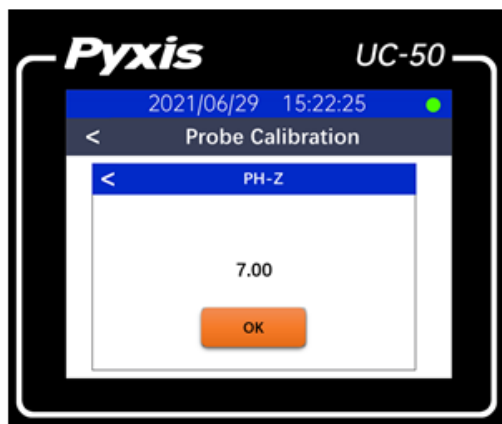 Pyxis UC-50
2021/06/29 15:22:25
< Probe Calibration
< PH-Z
7.00
OK